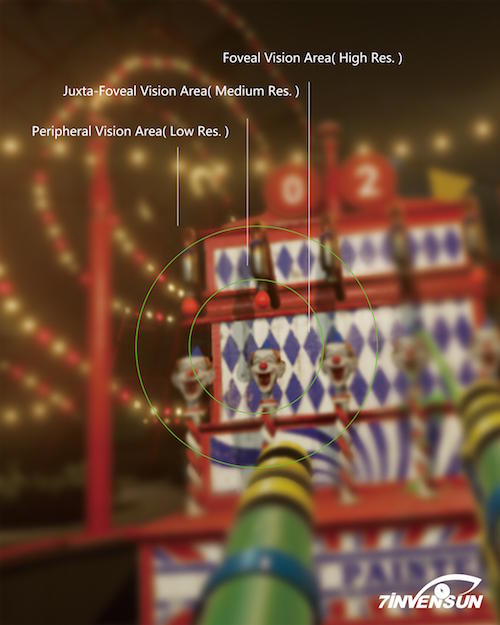 Foveal Vision Area( High Res. )
Juxta-Foveal Vision Area( Medium Res. )
Peripheral Vision Area( Low Res. )
0 2
PAINTE
7INVENSUN